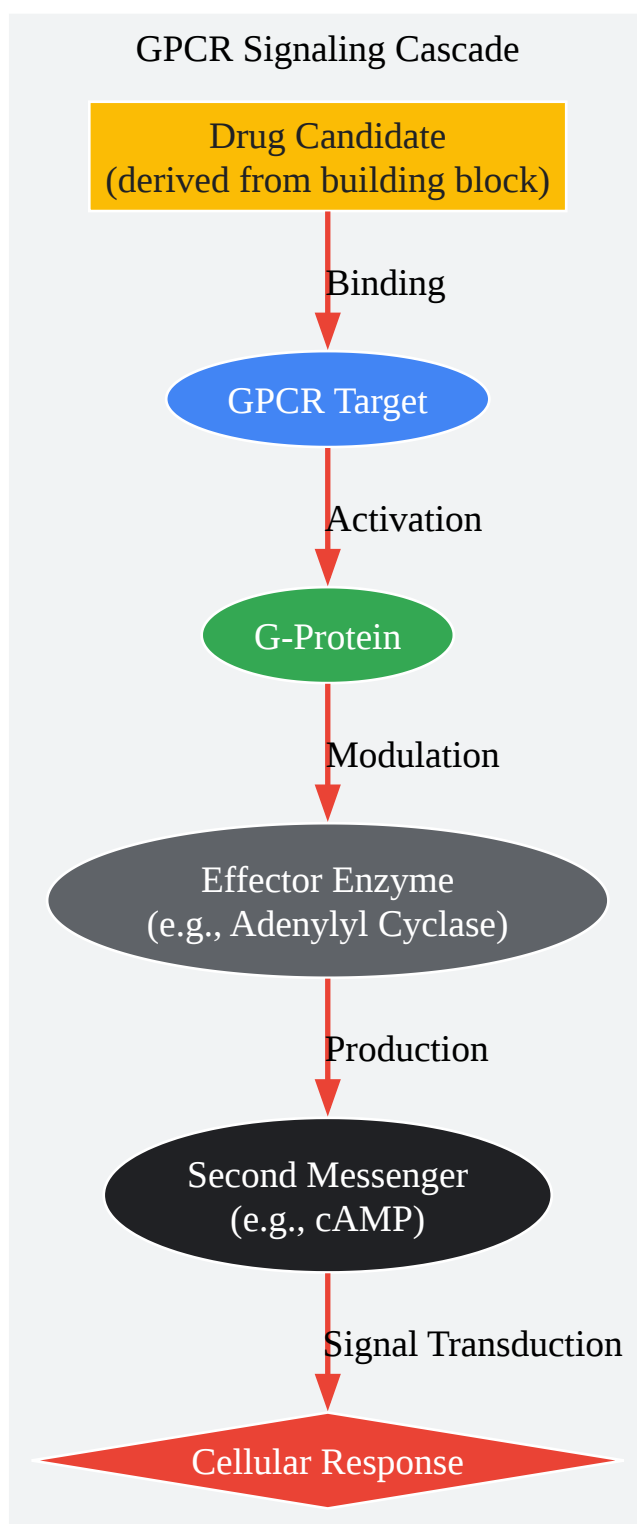 GPCR Signaling Cascade
Drug Candidate
(derived from building block)
Binding
GPCR Target
Activation
G-Protein
Modulation
Effector Enzyme
(e.g., Adenylyl Cyclase)
Production
Second Messenger
(e.g., cAMP)
Signal Transduction
Cellular Response